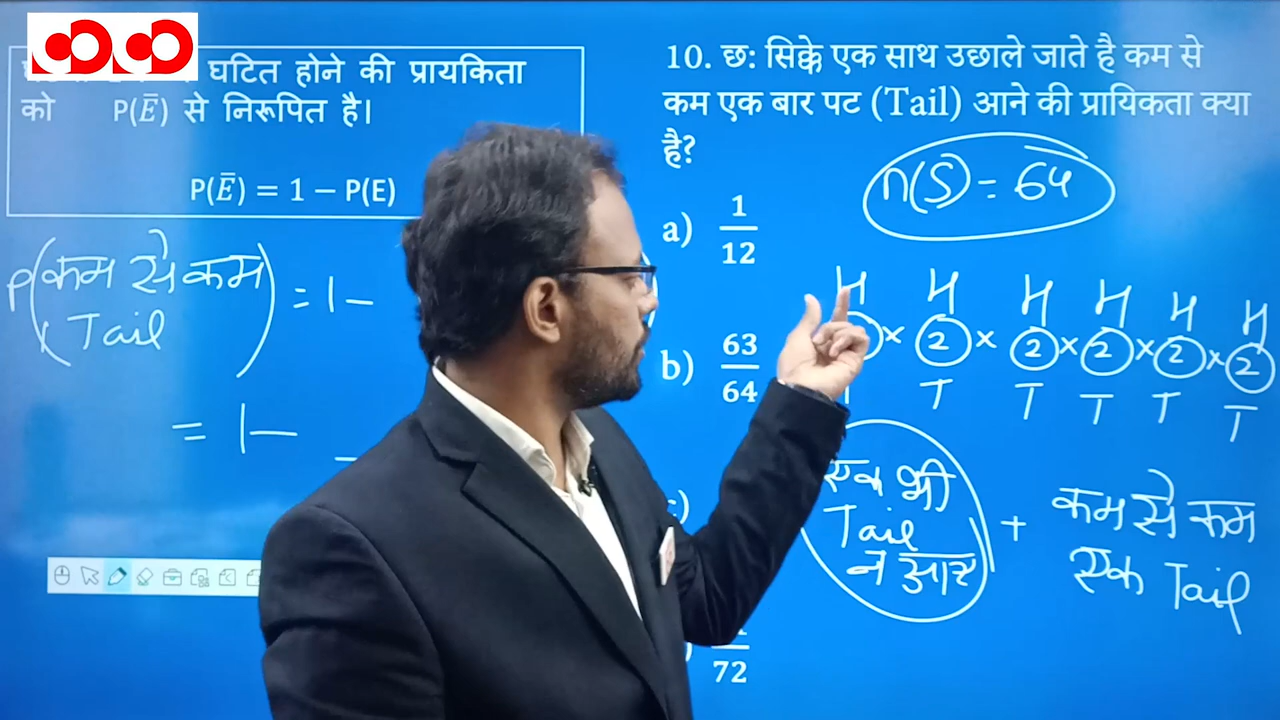 घटित होने की प्रायकिता
को P(Ē) से निरूपित है।
P(Ē) = 1 − P(E)
P(कम से कम
Tail) = 1 −
= 1 −
10. छ: सिक्के एक साथ उछाले जाते है कम से
कम एक बार पट (Tail) आने की प्रायिकता क्या
है?
n(S) = 64
a) 1/12
b) 63/64
72
H H H H H H
2 × 2 × 2 × 2 × 2
T T T T T
एक भी
Tail
न आए
+
कम से कम
एक Tail